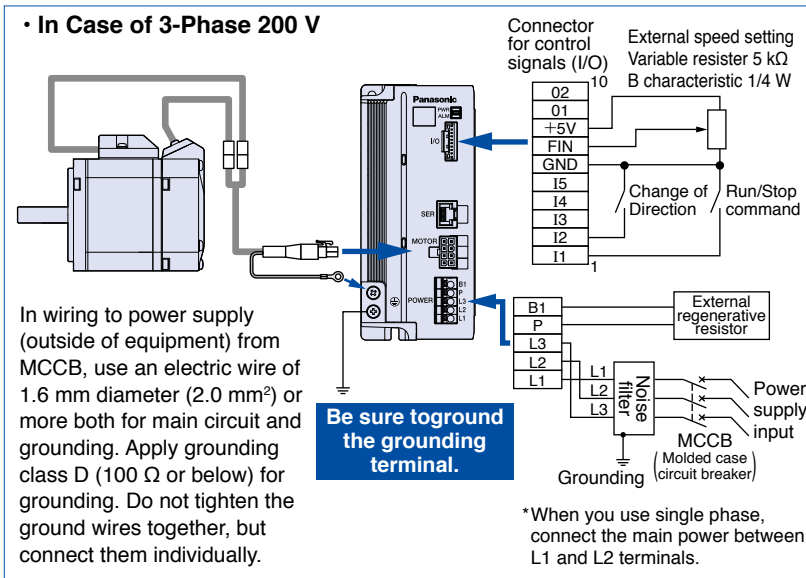 • In Case of 3-Phase 200 V
Connector
for control
signals (I/O)
External speed setting
Variable resister 5 kΩ
B characteristic 1/4 W
10
02
01
+5V
FIN
GND
I5
I4
I3
I2
I1
1
Change of
Direction
Run/Stop
command
Panasonic
PWR
ALM
I/O
SER
MOTOR
POWER
B1
P
L3
L2
L1
In wiring to power supply
(outside of equipment) from
MCCB, use an electric wire of
1.6 mm diameter (2.0 mm²) or
more both for main circuit and
grounding. Apply grounding
class D (100 Ω or below) for
grounding. Do not tighten the
ground wires together, but
connect them individually.
Be sure toground
the grounding
terminal.
B1
P
L3
L2
L1
External
regenerative
resistor
L1
L2
L3
Noise
filter
Power
supply
input
MCCB
(Molded case
circuit breaker)
Grounding
*When you use single phase,
connect the main power between
L1 and L2 terminals.